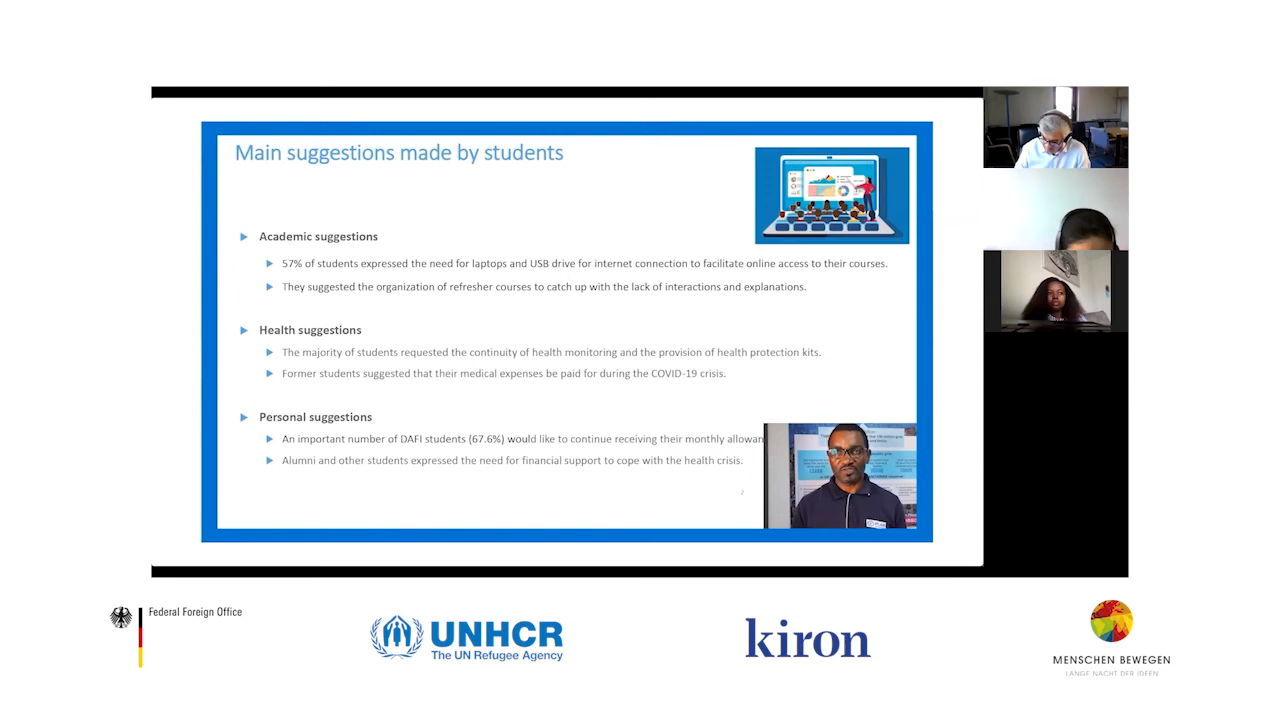 Main suggestions made by students
Academic suggestions
57% of students expressed the need for laptops and USB drive for internet connection to facilitate online access to their courses.
They suggested the organization of refresher courses to catch up with the lack of interactions and explanations.
Health suggestions
The majority of students requested the continuity of health monitoring and the provision of health protection kits.
Former students suggested that their medical expenses be paid for during the COVID-19 crisis.
Personal suggestions
An important number of DAFI students (67.6%) would like to continue receiving their monthly allowan
Alumni and other students expressed the need for financial support to cope with the health crisis.
2
Federal Foreign Office
UNHCR
The UN Refugee Agency
kiron
MENSCHEN BEWEGEN
LANGE NACHT DER IDEEN